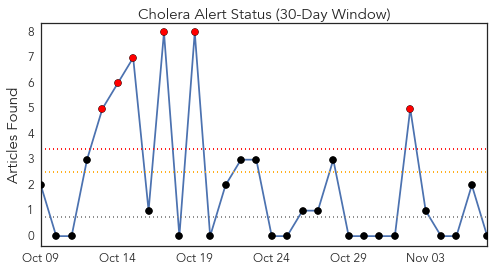 Cholera Alert Status (30-Day Window)
Articles Found
8
7
6
5
4
3
2
1
0
Oct 09
Oct 14
Oct 19
Oct 24
Oct 29
Nov 03